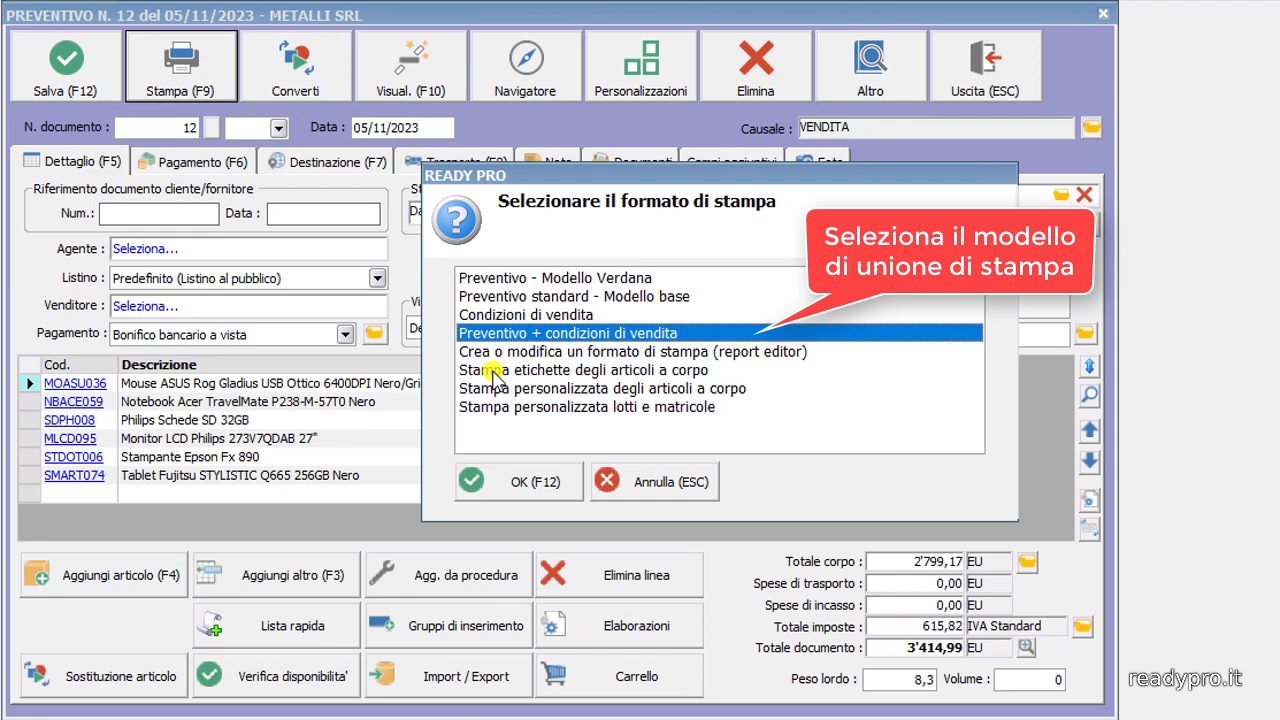 PREVENTIVO N. 12 del 05/11/2023 - METALLI SRL
Salva (F12)
Stampa (F9)
Converti
Visual. (F10)
Navigatore
Personalizzazioni
Elimina
Altro
Uscita (ESC)
N. documento :
12
Data :
05/11/2023
Causale :
VENDITA
Dettaglio (F5)
Pagamento (F6)
Destinazione (F7)
Riferimento documento cliente/fornitore
Num.:
Data :
Agente :
Seleziona...
Listino :
Predefinito (Listino al pubblico)
Venditore :
Seleziona...
Pagamento :
Bonifico bancario a vista
READY PRO
Selezionare il formato di stampa
Seleziona il modello
di unione di stampa
Preventivo - Modello Verdana
Preventivo standard - Modello base
Condizioni di vendita
Preventivo + condizioni di vendita
Crea o modifica un formato di stampa (report editor)
Stampa etichette degli articoli a corpo
Stampa personalizzata degli articoli a corpo
Stampa personalizzata lotti e matricole
OK (F12)
Annulla (ESC)
Cod.
Descrizione
MOASU036
Mouse ASUS Rog Gladius USB Ottico 6400DPI Nero/Gri
NBACE059
Notebook Acer TravelMate P238-M-57T0 Nero
SDPH008
Philips Schede SD 32GB
MLCD095
Monitor LCD Philips 273V7QDAB 27"
STDOT006
Stampante Epson Fx 890
SMART074
Tablet Fujitsu STYLISTIC Q665 256GB Nero
Aggiungi articolo (F4)
Aggiungi altro (F3)
Agg. da procedura
Elimina linea
Lista rapida
Gruppi di inserimento
Elaborazioni
Sostituzione articolo
Verifica disponibilita'
Import / Export
Carrello
Totale corpo :
2'799,17
EU
Spese di trasporto :
0,00
EU
Spese di incasso :
0,00
EU
Totale imposte :
615,82
IVA Standard
Totale documento :
3'414,99
EU
Peso lordo :
8,3
Volume :
0
readypro.it